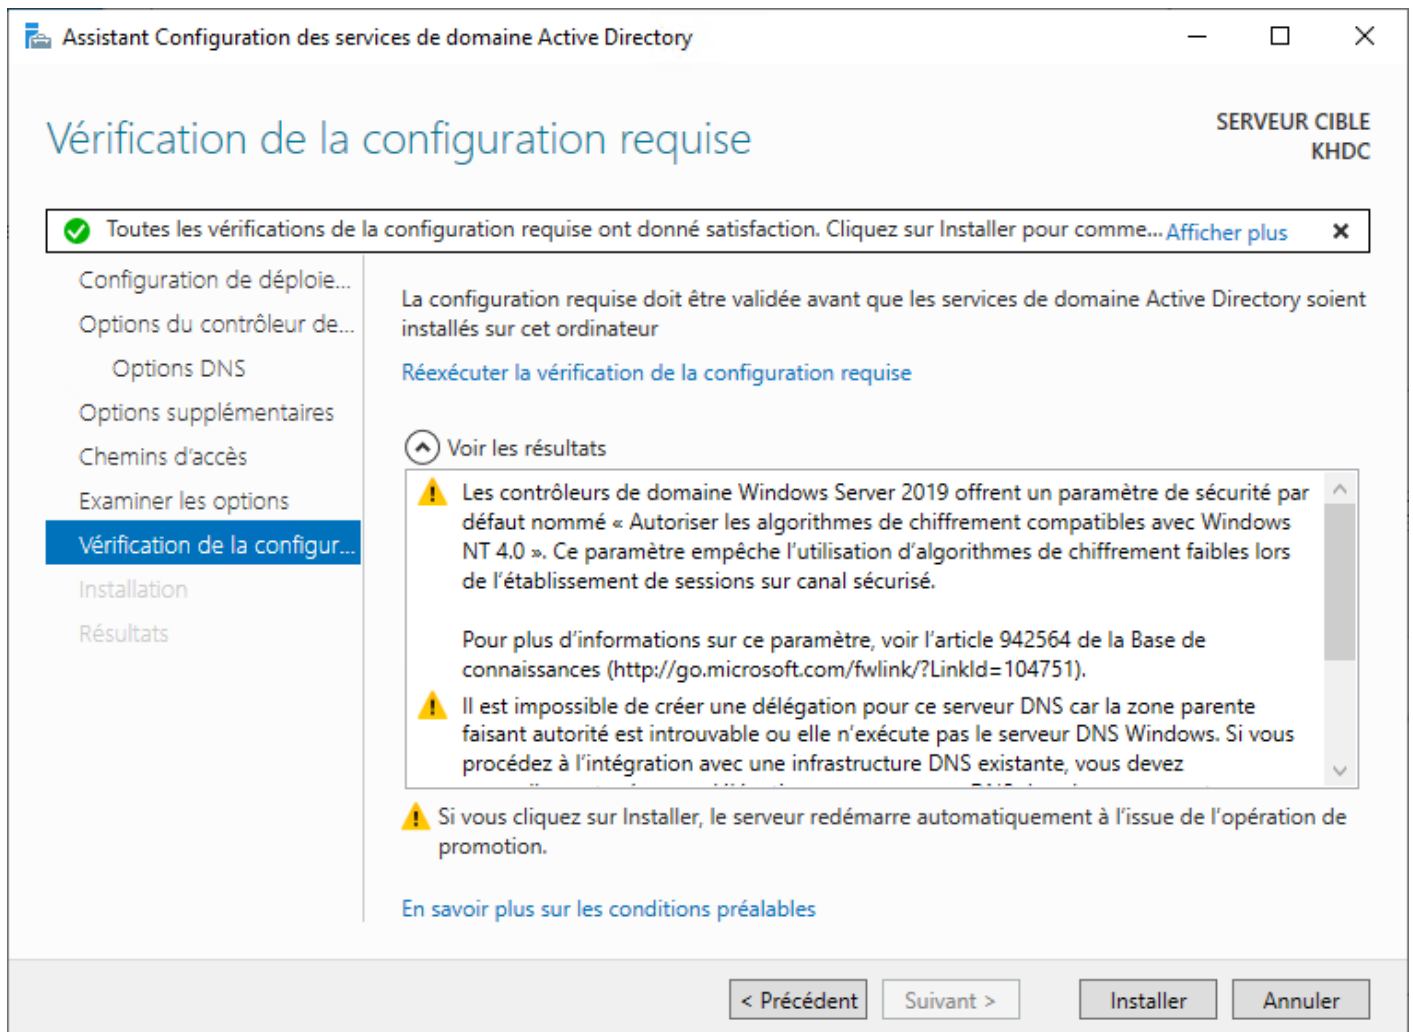 Assistant Configuration des services de domaine Active Directory
Vérification de la configuration requise
SERVEUR CIBLE
KHDC
Toutes les vérifications de la configuration requise ont donné satisfaction. Cliquez sur Installer pour comme... Afficher plus
Configuration de déploie...
Options du contrôleur de...
Options DNS
Options supplémentaires
Chemins d'accès
Examiner les options
Vérification de la configur...
Installation
Résultats
La configuration requise doit être validée avant que les services de domaine Active Directory soient
installés sur cet ordinateur
Réexécuter la vérification de la configuration requise
Voir les résultats
Les contrôleurs de domaine Windows Server 2019 offrent un paramètre de sécurité par
défaut nommé « Autoriser les algorithmes de chiffrement compatibles avec Windows
NT 4.0 ». Ce paramètre empêche l'utilisation d'algorithmes de chiffrement faibles lors
de l'établissement de sessions sur canal sécurisé.
Pour plus d'informations sur ce paramètre, voir l'article 942564 de la Base de
connaissances (http://go.microsoft.com/fwlink/?LinkId=104751).
Il est impossible de créer une délégation pour ce serveur DNS car la zone parente
faisant autorité est introuvable ou elle n'exécute pas le serveur DNS Windows. Si vous
procédez à l'intégration avec une infrastructure DNS existante, vous devez
Si vous cliquez sur Installer, le serveur redémarre automatiquement à l'issue de l'opération de
promotion.
En savoir plus sur les conditions préalables
< Précédent
Suivant >
Installer
Annuler